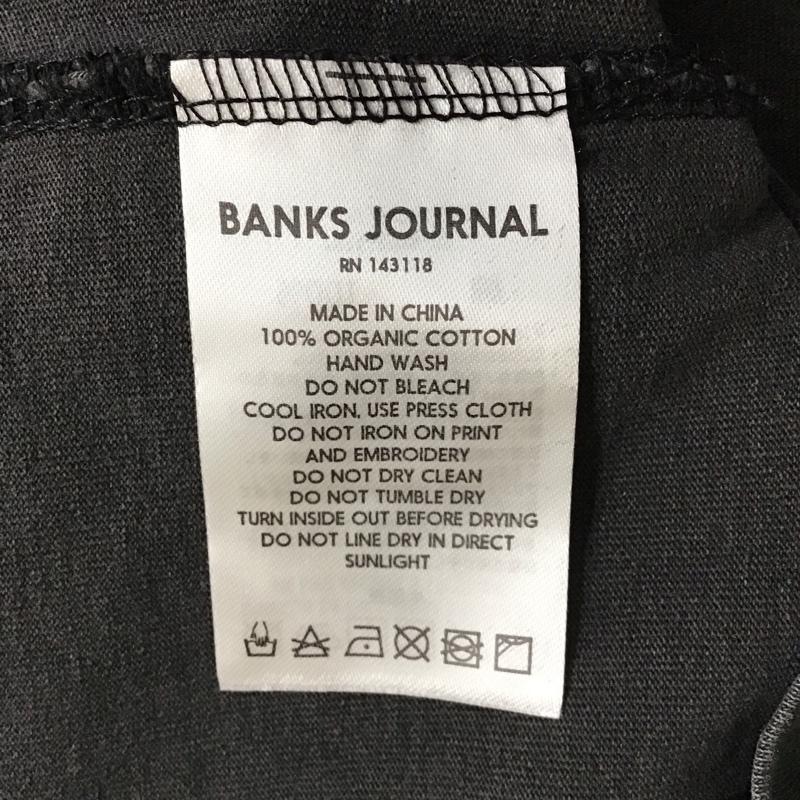 BANKS JOURNAL
RN 143118
MADE IN CHINA
100% ORGANIC COTTON
HAND WASH
DO NOT BLEACH
COOL IRON, USE PRESS CLOTH
DO NOT IRON ON PRINT
AND EMBROIDERY
DO NOT DRY CLEAN
DO NOT TUMBLE DRY
TURN INSIDE OUT BEFORE DRYING
DO NOT LINE DRY IN DIRECT
SUNLIGHT